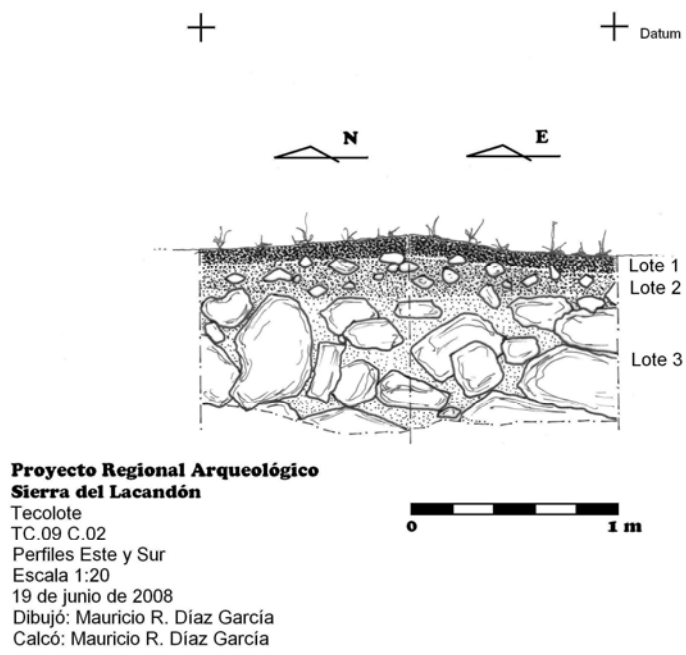 Datum
N
E
Lote 1
Lote 2
Lote 3
Proyecto Regional Arqueológico
Sierra del Lacandón
Tecolote
TC.09 C.02
Perfiles Este y Sur
Escala 1:20
19 de junio de 2008
Dibujó: Mauricio R. Díaz García
Calcó: Mauricio R. Díaz García
0 1 m